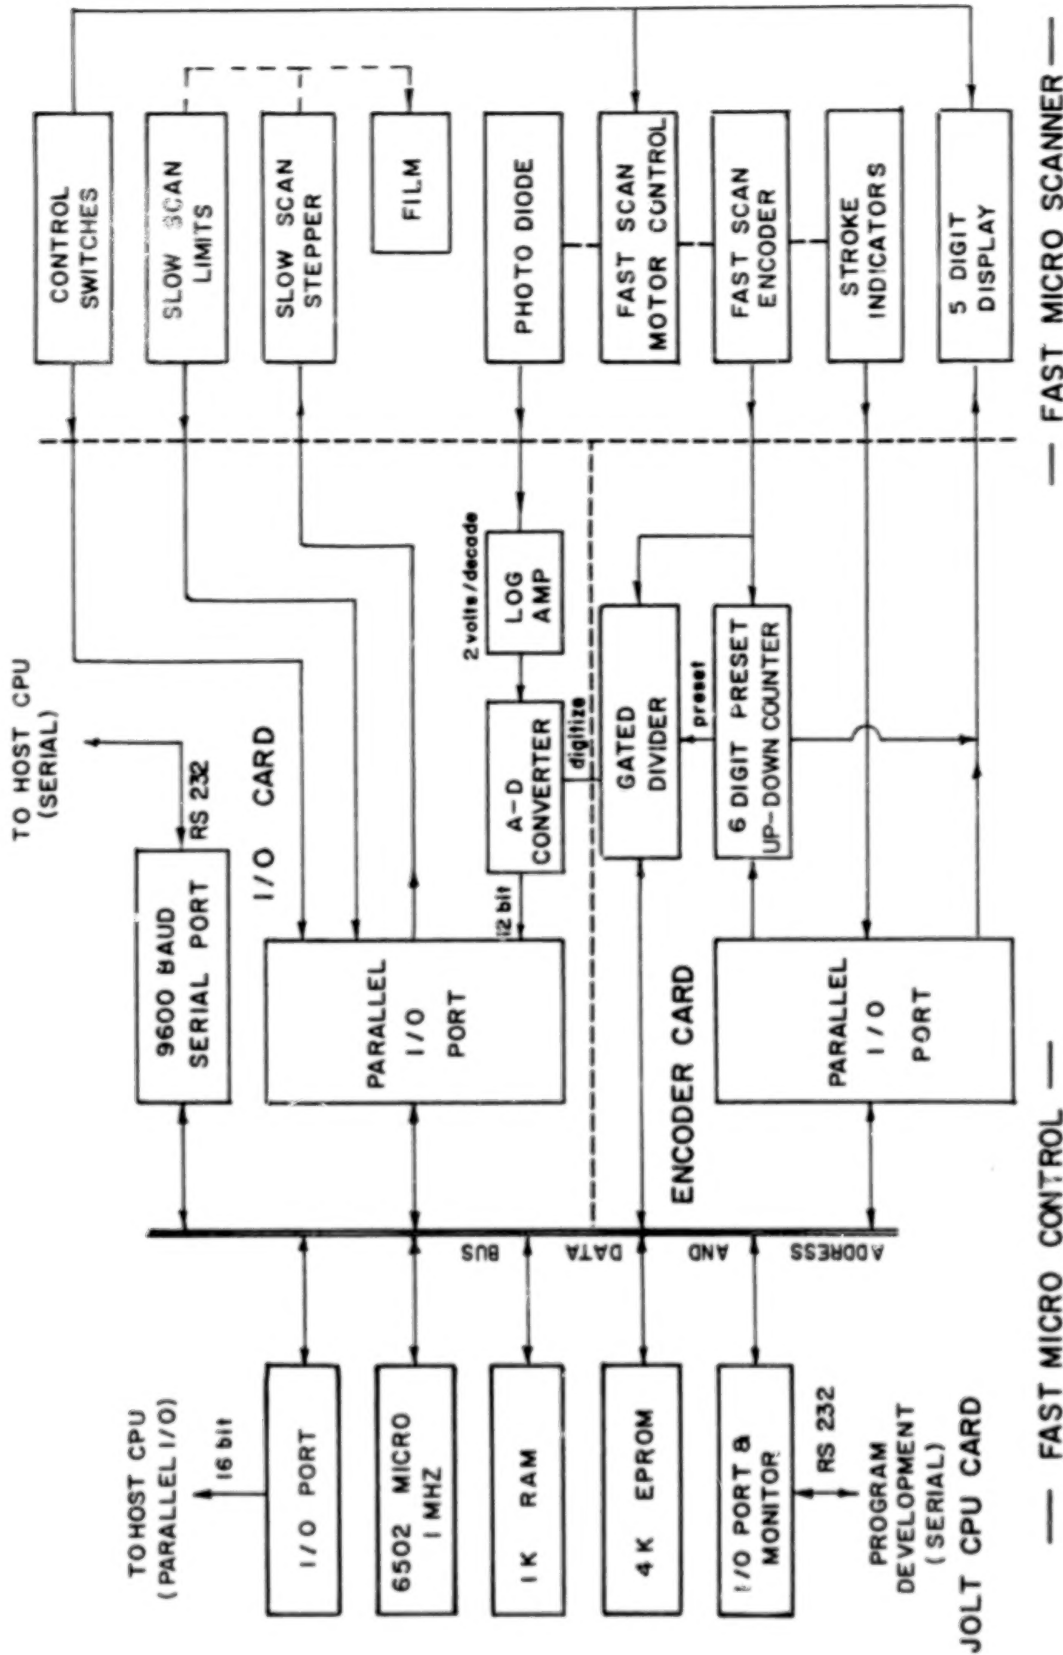 TO HOST CPU
(PARALLEL I/O)
16 bit
I/O PORT
6502 MICRO
1 MHZ
1K RAM
4K EPROM
I/O PORT &
MONITOR
RS 232
PROGRAM
DEVELOPMENT
(SERIAL)
JOLT CPU CARD
ADDRESS AND DATA BUS
TO HOST CPU
(SERIAL)
RS 232
9600 BAUD
SERIAL PORT
I/O CARD
PARALLEL
I/O
PORT
12 bit
A-D
CONVERTER
2 volts/decade
LOG
AMP
digitize
ENCODER CARD
GATED
DIVIDER
preset
6 DIGIT PRESET
UP-DOWN COUNTER
PARALLEL
I/O
PORT
CONTROL
SWITCHES
SLOW SCAN
LIMITS
SLOW SCAN
STEPPER
FILM
PHOTO DIODE
FAST SCAN
MOTOR CONTROL
FAST SCAN
ENCODER
STROKE
INDICATORS
5 DIGIT
DISPLAY
— FAST MICRO CONTROL —
— FAST MICRO SCANNER —